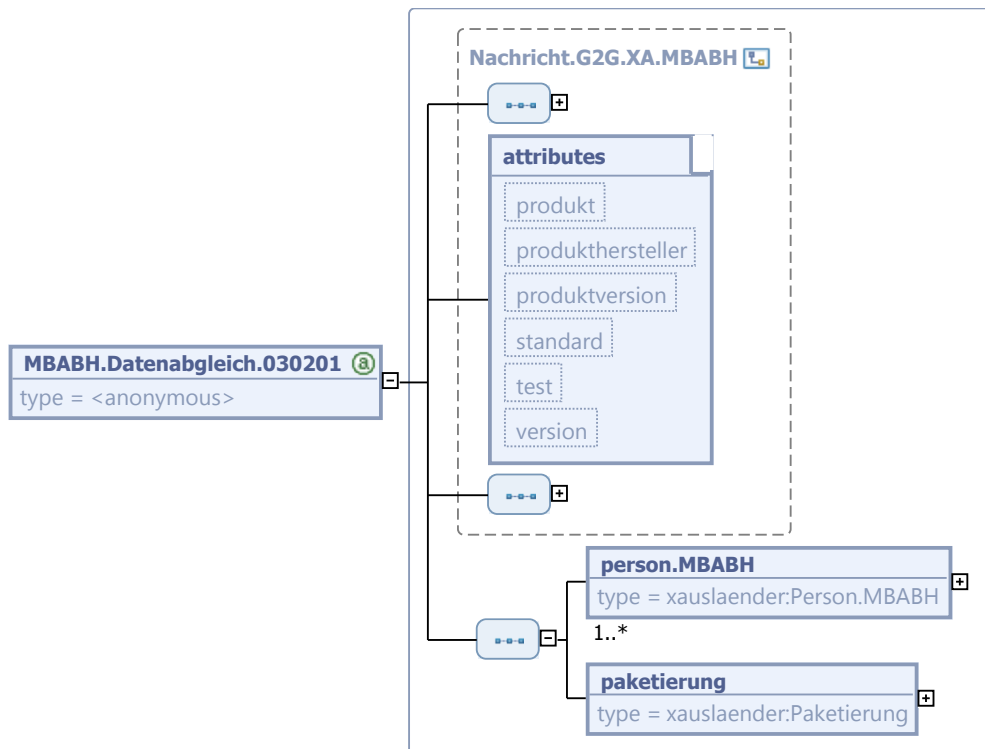 Nachricht.G2G.XA.MBABH
attributes
produkt
produkthersteller
produktversion
standard
test
version
MBABH.Datenabgleich.030201 a
type = <anonymous>
person.MBABH
type = xauslaender:Person.MBABH
1..*
paketierung
type = xauslaender:Paketierung